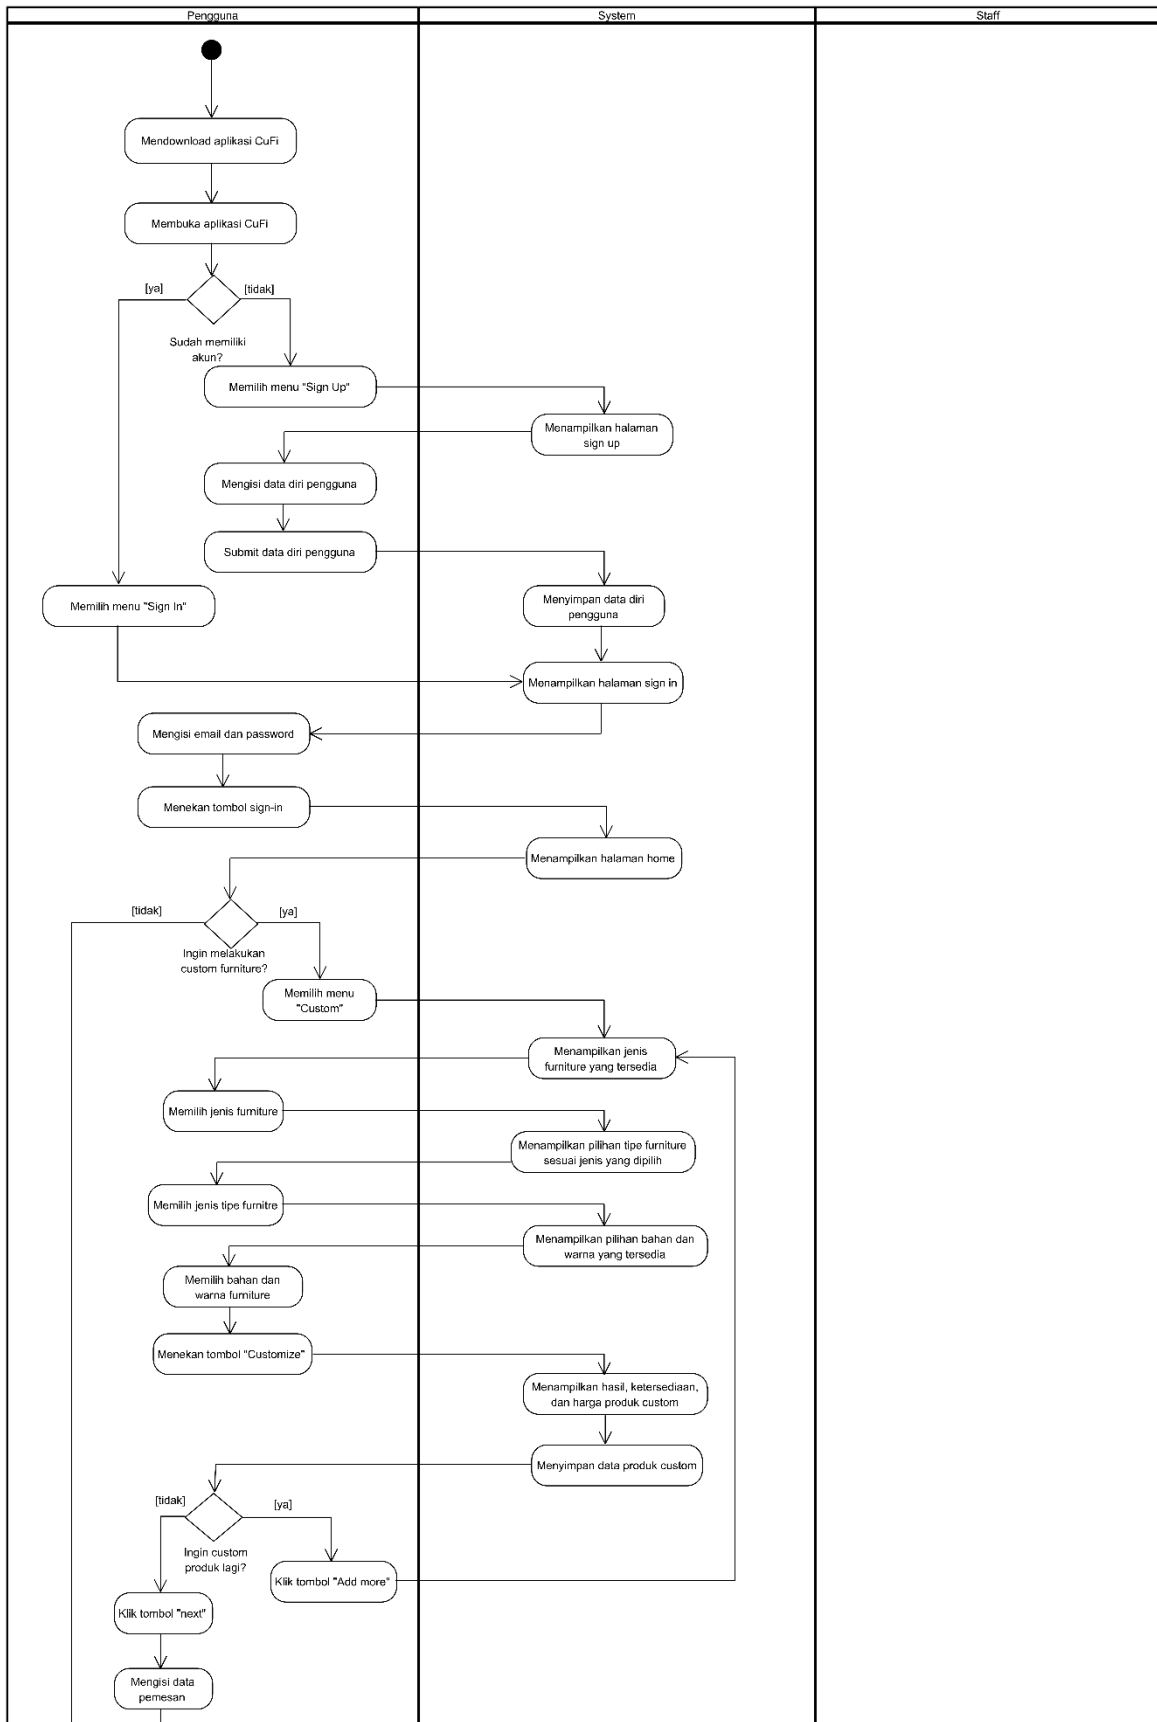 Pengguna
System
Staff
Mendownload aplikasi CuFi
Membuka aplikasi CuFi
[ya]
[tidak]
Sudah memiliki
akun?
Memilih menu "Sign Up"
Menampilkan halaman
sign up
Mengisi data diri pengguna
Submit data diri pengguna
Memilih menu "Sign In"
Menyimpan data diri
pengguna
Menampilkan halaman sign in
Mengisi email dan password
Menekan tombol sign-in
Menampilkan halaman home
[tidak]
[ya]
Ingin melakukan
custom furniture?
Memilih menu
"Custom"
Menampilkan jenis
furniture yang tersedia
Memilih jenis furniture
Menampilkan pilihan tipe furniture
sesuai jenis yang dipilih
Memilih jenis tipe furnitre
Menampilkan pilihan bahan dan
warna yang tersedia
Memilih bahan dan
warna furniture
Menekan tombol "Customize"
Menampilkan hasil, ketersediaan,
dan harga produk custom
Menyimpan data produk custom
[tidak]
[ya]
Ingin custom
produk lagi?
Klik tombol "Add more"
Klik tombol "next"
Mengisi data
pemesan